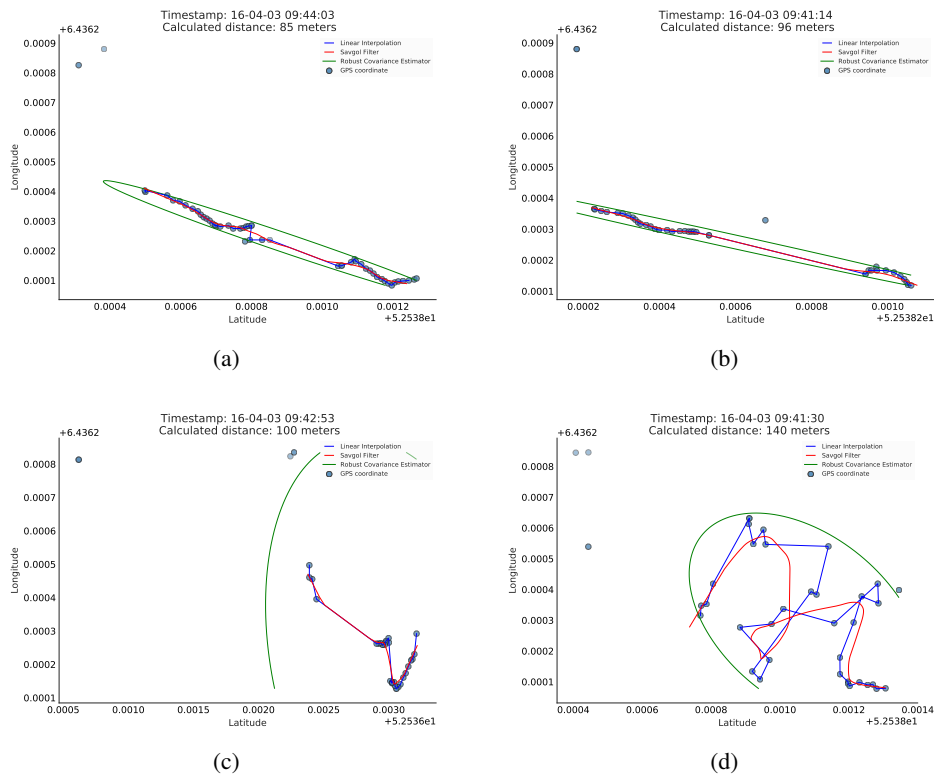 Timestamp: 16-04-03 09:44:03
Calculated distance: 85 meters
+6.4362
0.0009
0.0008
0.0007
0.0006
0.0005
0.0004
0.0003
0.0002
0.0001
Longitude
Linear Interpolation
Savgol Filter
Robust Covariance Estimator
GPS coordinate
0.0004 0.0006 0.0008 0.0010 0.0012
Latitude
+5.2538e1
(a)
Timestamp: 16-04-03 09:41:14
Calculated distance: 96 meters
+6.4362
0.0009
0.0008
0.0007
0.0006
0.0005
0.0004
0.0003
0.0002
0.0001
Longitude
Linear Interpolation
Savgol Filter
Robust Covariance Estimator
GPS coordinate
0.0002 0.0004 0.0006 0.0008 0.0010
Latitude
+5.25382e1
(b)
Timestamp: 16-04-03 09:42:53
Calculated distance: 100 meters
+6.4362
0.0008
0.0007
0.0006
0.0005
0.0004
0.0003
0.0002
0.0001
Longitude
Linear Interpolation
Savgol Filter
Robust Covariance Estimator
GPS coordinate
0.0005 0.0010 0.0015 0.0020 0.0025 0.0030
Latitude
+5.2536e1
(c)
Timestamp: 16-04-03 09:41:30
Calculated distance: 140 meters
+6.4362
0.0008
0.0007
0.0006
0.0005
0.0004
0.0003
0.0002
0.0001
Longitude
Linear Interpolation
Savgol Filter
Robust Covariance Estimator
GPS coordinate
0.0004 0.0006 0.0008 0.0010 0.0012 0.0014
Latitude
+5.2538e1
(d)